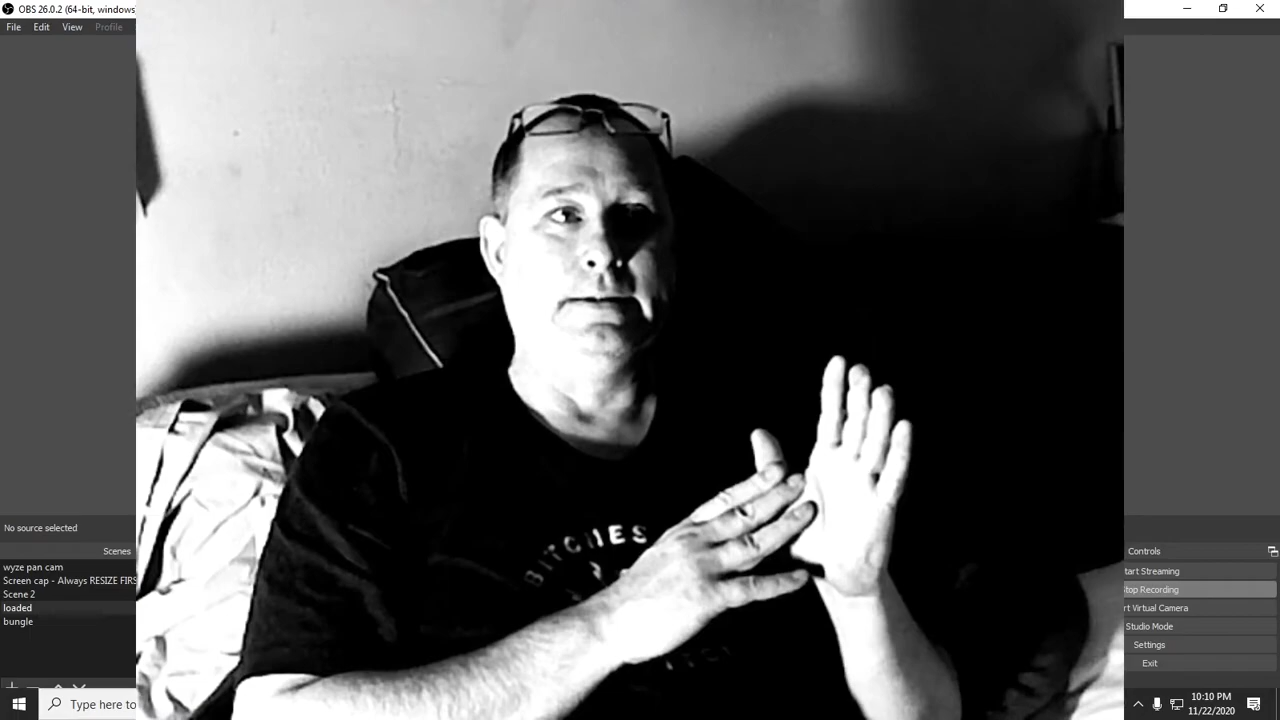 OBS 26.0.2 (64-bit, windows
File Edit View Profile
BITCHES
No source selected
Scenes
wyze pan cam
Screen cap - Always RESIZE FIRS
Scene 2
loaded
bungle
Controls
tart Streaming
Stop Recording
rt Virtual Camera
Studio Mode
Settings
Exit
Type here to
10:10 PM
11/22/2020